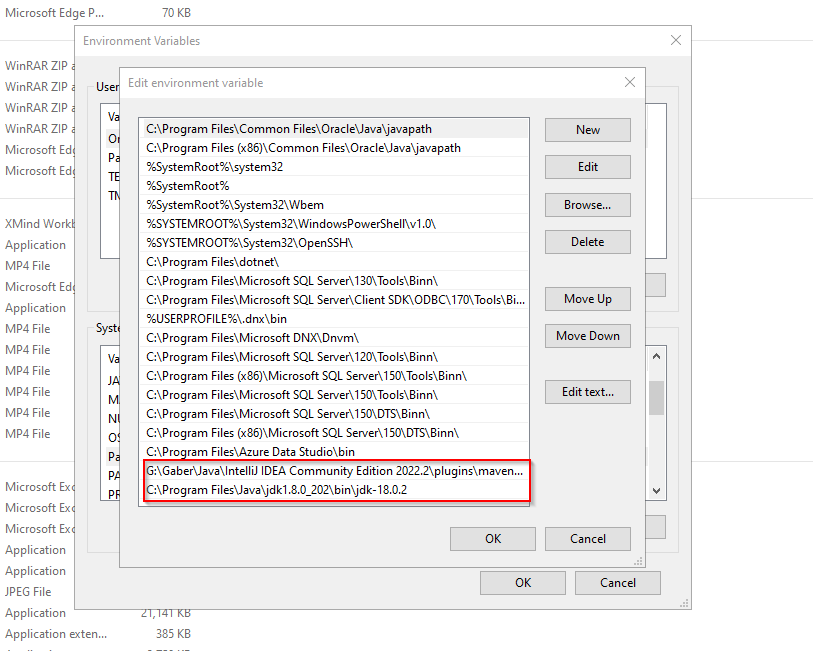 Microsoft Edge P... 70 KB
Environment Variables
WinRAR ZIP a
User
Edit environment variable
WinRAR ZIP a
Va
C:\Program Files\Common Files\Oracle\Java\javapath
New
WinRAR ZIP a
C:\Program Files (x86)\Common Files\Oracle\Java\javapath
WinRAR ZIP a
Pa
%SystemRoot%\system32
Edit
Microsoft Edg
TE
%SystemRoot%
Microsoft Edg
TN
%SystemRoot%\System32\Wbem
Browse...
XMind Workb
%SYSTEMROOT%\System32\WindowsPowerShell\v1.0\
Application
%SYSTEMROOT%\System32\OpenSSH\
Delete
MP4 File
C:\Program Files\dotnet\
Microsoft Edg
C:\Program Files\Microsoft SQL Server\130\Tools\Binn\
Application
C:\Program Files\Microsoft SQL Server\Client SDK\ODBC\170\Tools\Bi...
Move Up
MP4 File
Syste
%USERPROFILE%\.dnx\bin
MP4 File
C:\Program Files\Microsoft DNX\Dnvm\
Move Down
MP4 File
Va
C:\Program Files\Microsoft SQL Server\120\Tools\Binn\
MP4 File
JA
C:\Program Files (x86)\Microsoft SQL Server\150\Tools\Binn\
MP4 File
M
C:\Program Files\Microsoft SQL Server\150\Tools\Binn\
Edit text...
MP4 File
NU
C:\Program Files\Microsoft SQL Server\150\DTS\Binn\
OS
C:\Program Files (x86)\Microsoft SQL Server\150\DTS\Binn\
Pa
C:\Program Files\Azure Data Studio\bin
PA
G:\Gaber\Java\IntelliJ IDEA Community Edition 2022.2\plugins\maven...
Microsoft Exc
PR
C:\Program Files\Java\jdk1.8.0_202\bin\jdk-18.0.2
Microsoft Exc
Microsoft Exc
OK
Cancel
Application
Application
OK
Cancel
JPEG File
Application 21,141 KB
Application exten... 385 KB